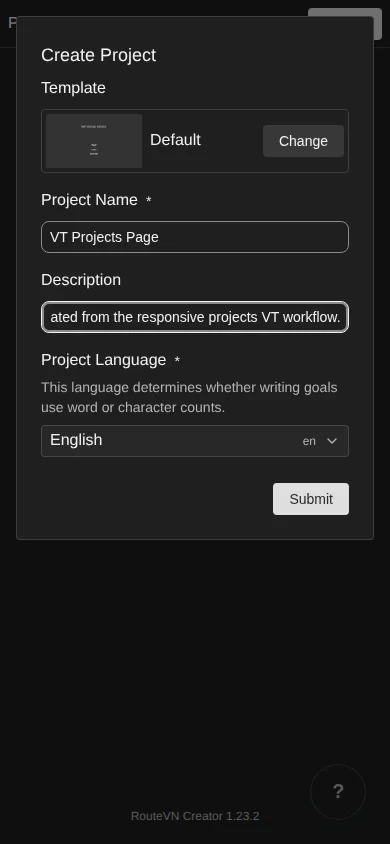 P
Create Project
Template
Default
Change
Project Name *
VT Projects Page
Description
ated from the responsive projects VT workflow.
Project Language *
This language determines whether writing goals
use word or character counts.
English
en
Submit
?
RouteVN Creator 1.23.2